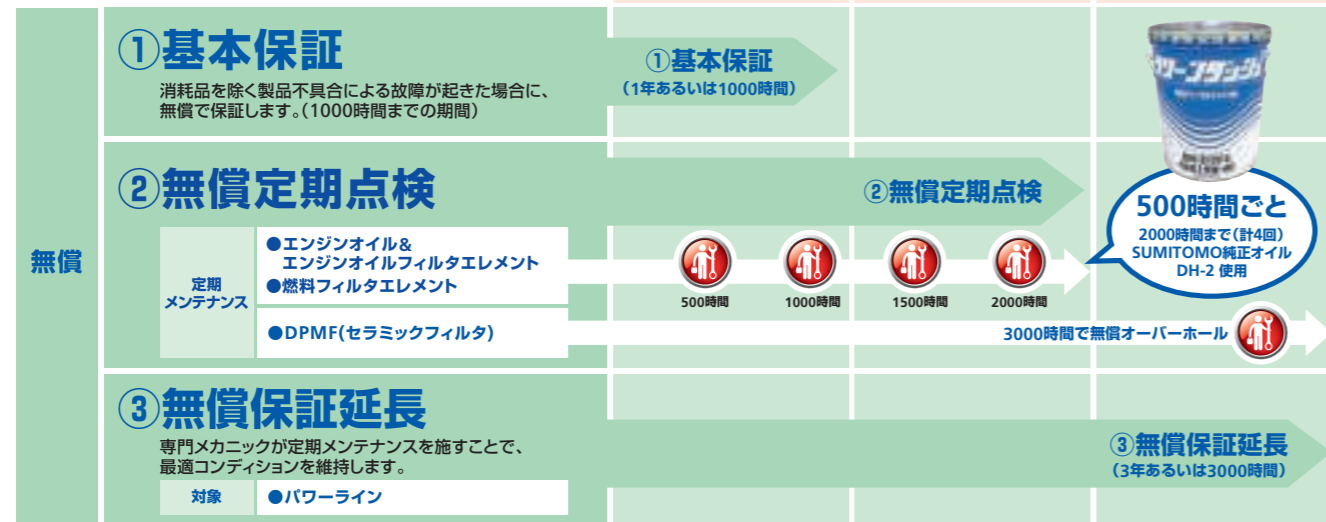 無償
①基本保証
消耗品を除く製品不具合による故障が起きた場合に、
無償で保証します。(1000時間までの期間)
①基本保証
(1年あるいは1000時間)
②無償定期点検
②無償定期点検
定期
メンテナンス
●エンジンオイル&
エンジンオイルフィルタエレメント
●燃料フィルタエレメント
500時間
1000時間
1500時間
2000時間
500時間ごと
2000時間まで(計4回)
SUMITOMO純正オイル
DH-2 使用
●DPMF(セラミックフィルタ)
3000時間で無償オーバーホール
③無償保証延長
専門メカニックが定期メンテナンスを施すことで、
最適コンディションを維持します。
対象
●パワーライン
③無償保証延長
(3年あるいは3000時間)